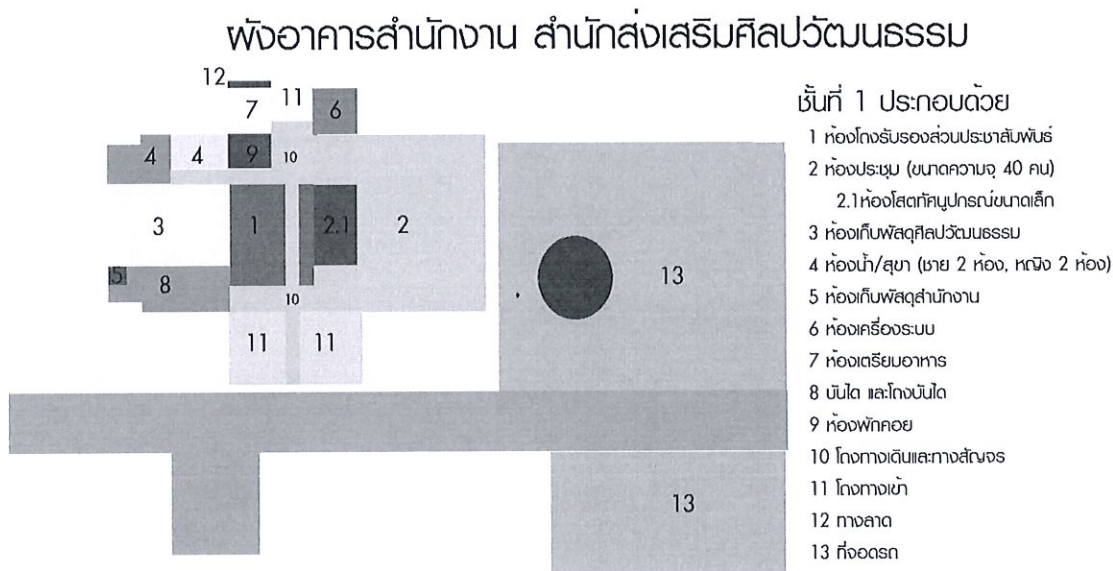 ผังอาคารสำนักงาน สำนักส่งเสริมศิลปวัฒนธรรม
12
7
11
6
4
4
9
10
3
1
2.1
2
5
8
10
11
11
13
13
ชั้นที่ 1 ประกอบด้วย
1 ห้องโถงรับรองส่วนประชาสัมพันธ์
2 ห้องประชุม (ขนาดความจุ 40 คน)
2.1ห้องโสตทัศนูปกรณ์ขนาดเล็ก
3 ห้องเก็บพัสดุศิลปวัฒนธรรม
4 ห้องน้ำ/สุขา (ชาย 2 ห้อง, หญิง 2 ห้อง)
5 ห้องเก็บพัสดุสำนักงาน
6 ห้องเครื่องระบบ
7 ห้องเตรียมอาหาร
8 บันได และโถงบันได
9 ห้องพักคอย
10 โถงทางเดินและทางสัญจร
11 โถงทางเข้า
12 ทางลาด
13 ที่จอดรถ